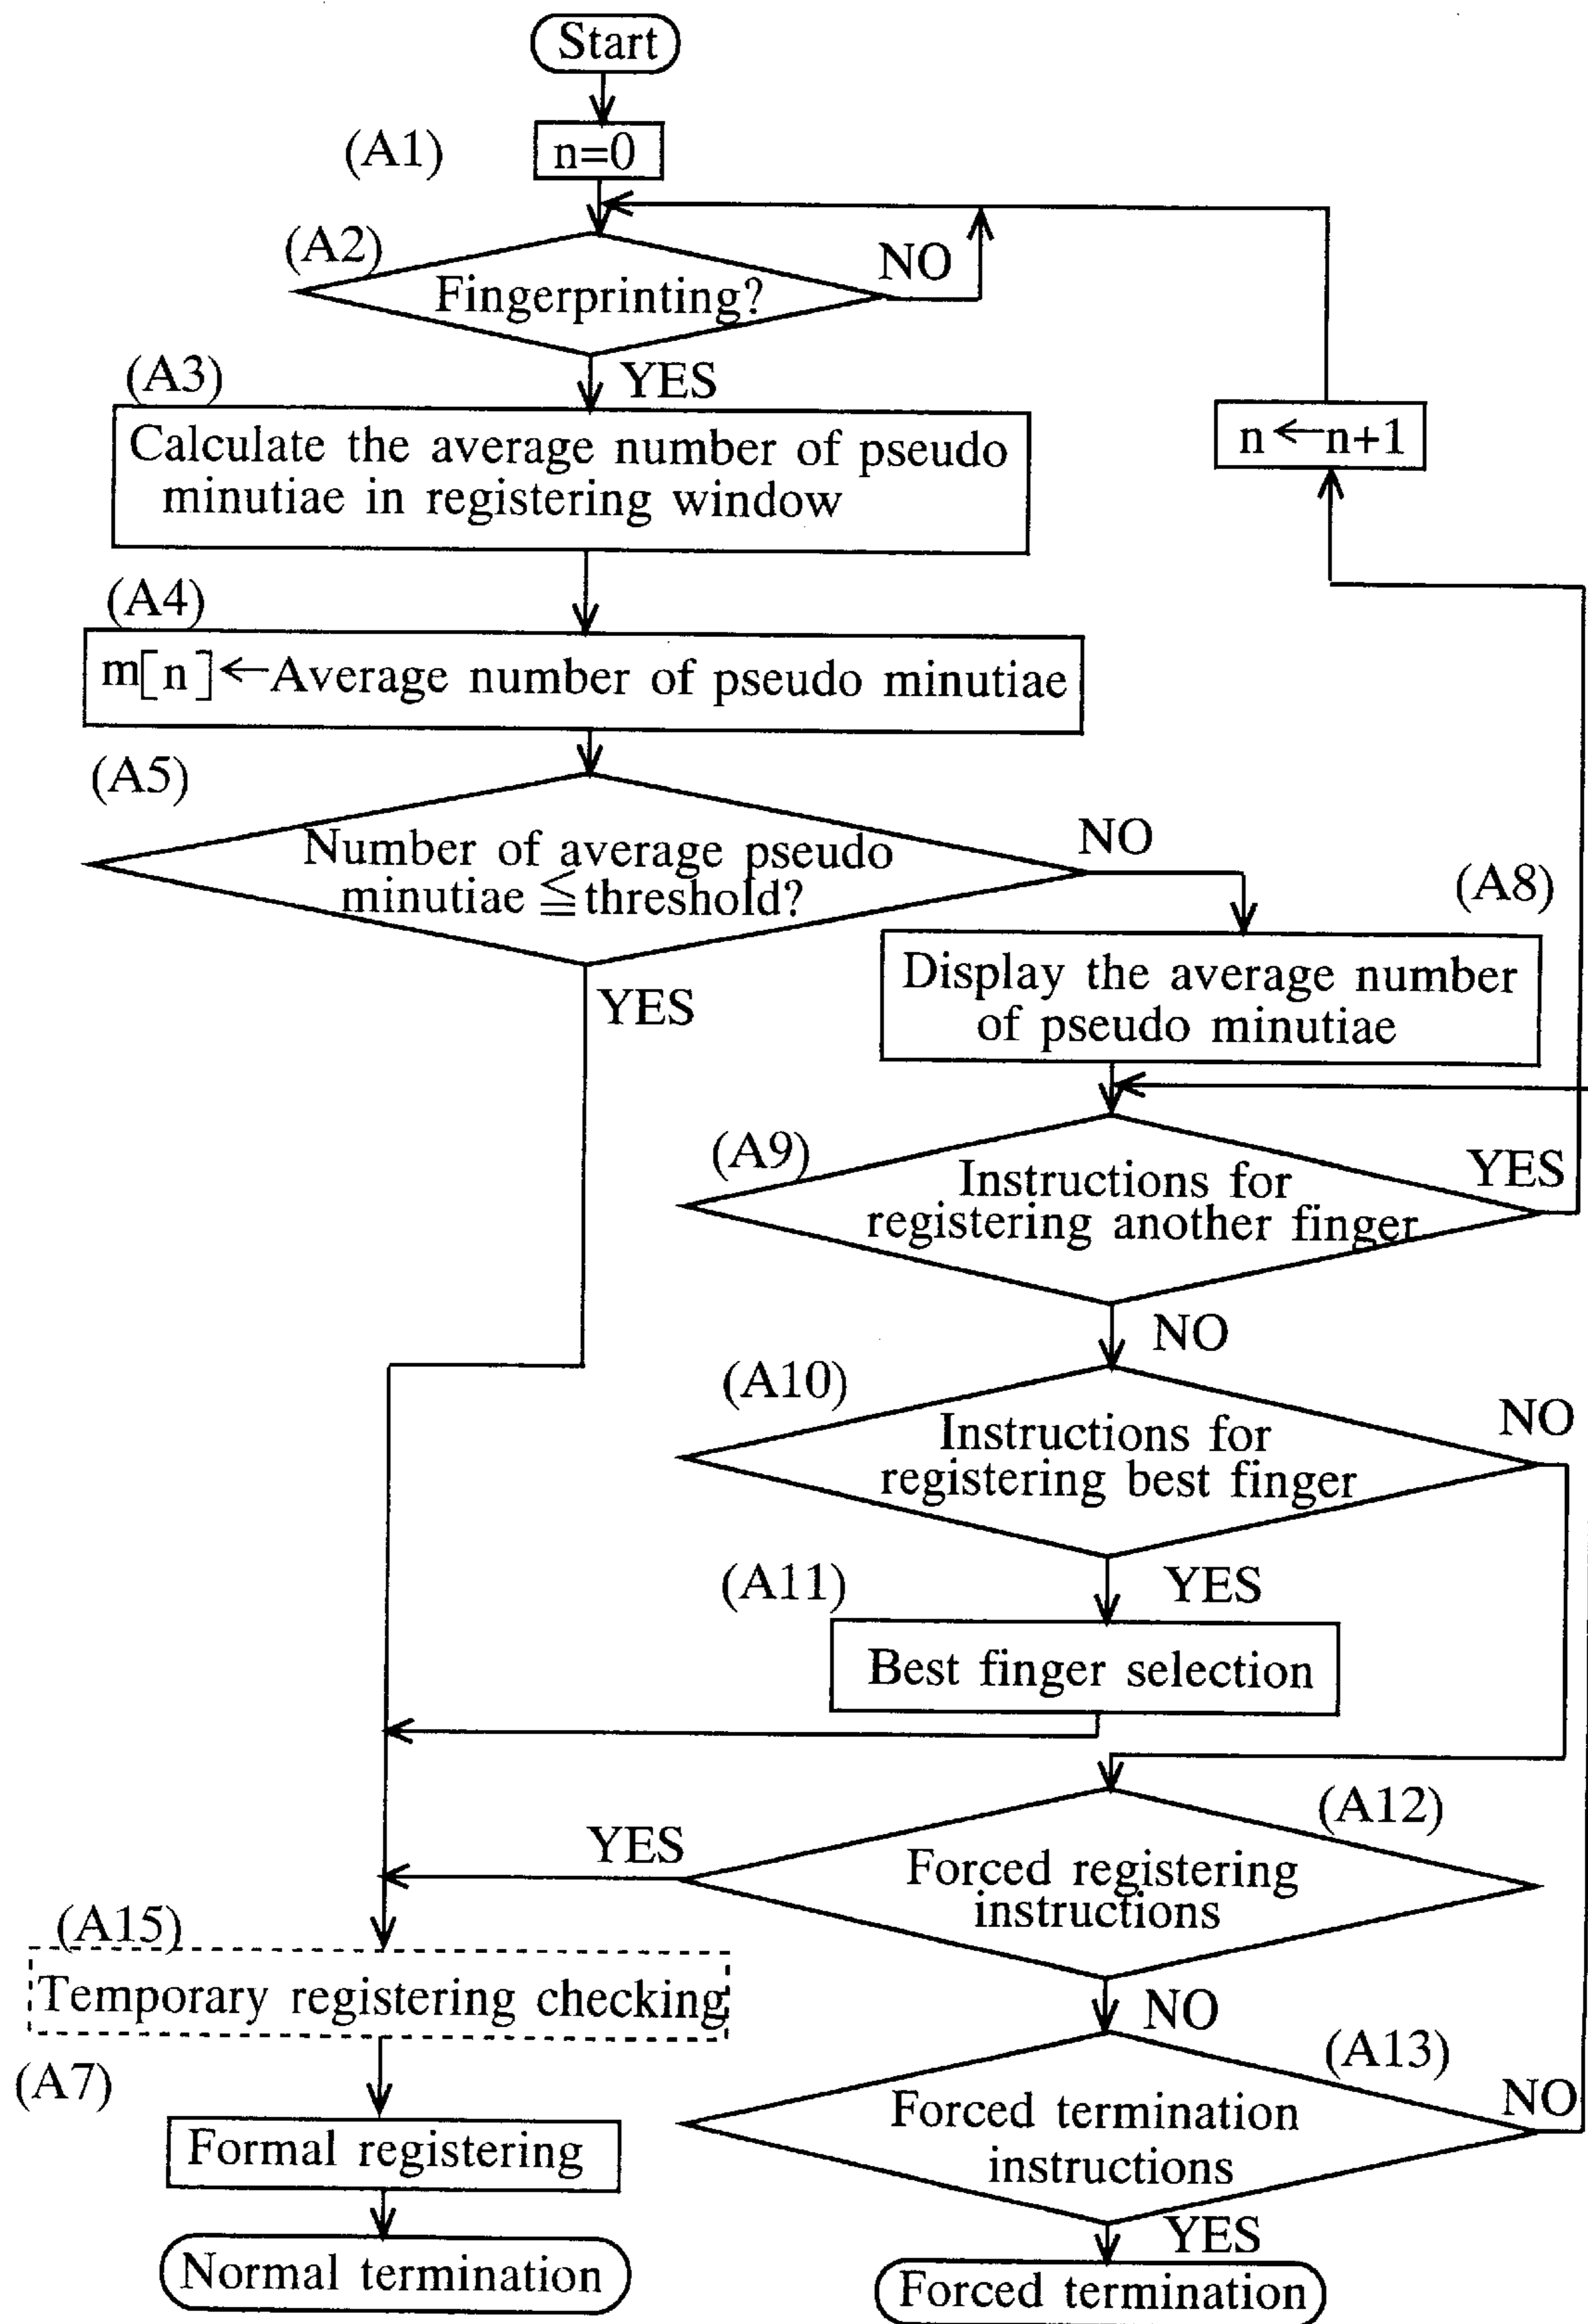 Start
(A1)
n=0
(A2)
NO
Fingerprinting?
(A3)
YES
Calculate the average number of pseudo
minutiae in registering window
n←n+1
(A4)
m[n]←Average number of pseudo minutiae
(A5)
Number of average pseudo
minutiae ≦threshold?
NO
(A8)
YES
Display the average number
of pseudo minutiae
(A9)
Instructions for
registering another finger
YES
NO
(A10)
Instructions for
registering best finger
NO
(A11)
YES
Best finger selection
(A12)
YES
Forced registering
instructions
(A15)
Temporary registering checking
NO
(A13)
(A7)
NO
Forced termination
instructions
Formal registering
YES
Normal termination
Forced termination